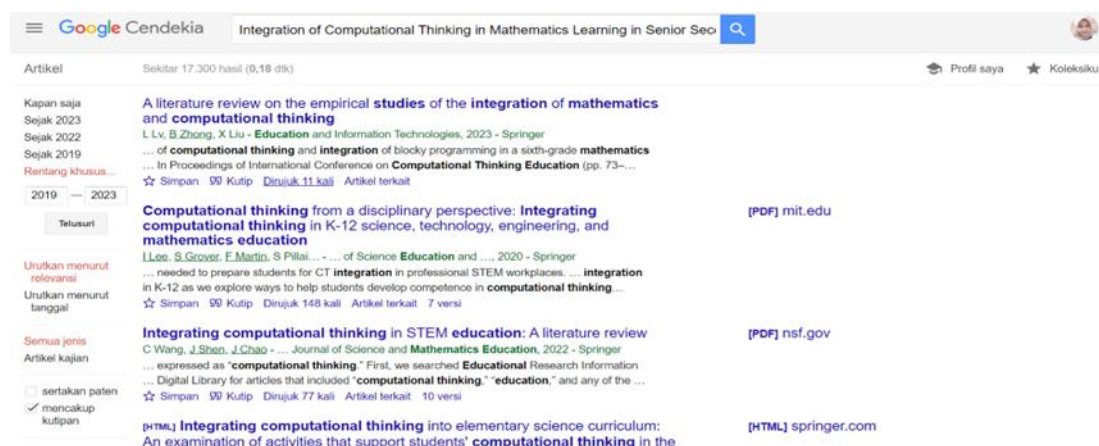 Google Cendekia
Integration of Computational Thinking in Mathematics Learning in Senior Sec
Artikel
Sekitar 17.300 hasil (0,18 dtk)
Profil saya
Koleksiku
Kapan saja
Sejak 2023
Sejak 2022
Sejak 2019
Rentang khusus...
2019 — 2023
Telusuri
Urutkan menurut
relevansi
Urutkan menurut
tanggal
Semua jenis
Artikel kajian
sertakan paten
mencakup
kutipan
A literature review on the empirical studies of the integration of mathematics
and computational thinking
L Lv, B Zhong, X Liu - Education and Information Technologies, 2023 - Springer
... of computational thinking and integration of blocky programming in a sixth-grade mathematics
... In Proceedings of International Conference on Computational Thinking Education (pp. 73–...
Simpan Kutip Dirujuk 11 kali Artikel terkait
Computational thinking from a disciplinary perspective: Integrating
computational thinking in K-12 science, technology, engineering, and
mathematics education
[PDF] mit.edu
I Lee, S Grover, F Martin, S Pillai... - ... of Science Education and ..., 2020 - Springer
... needed to prepare students for CT integration in professional STEM workplaces. ... integration
in K-12 as we explore ways to help students develop competence in computational thinking...
Simpan Kutip Dirujuk 148 kali Artikel terkait 7 versi
Integrating computational thinking in STEM education: A literature review
[PDF] nsf.gov
C Wang, J Shen, J Chao - ... Journal of Science and Mathematics Education, 2022 - Springer
... expressed as “computational thinking.” First, we searched Educational Research Information
... Digital Library for articles that included “computational thinking,” “education,” and any of the ...
Simpan Kutip Dirujuk 77 kali Artikel terkait 10 versi
[HTML] Integrating computational thinking into elementary science curriculum:
An examination of activities that support students' computational thinking in the
[HTML] springer.com